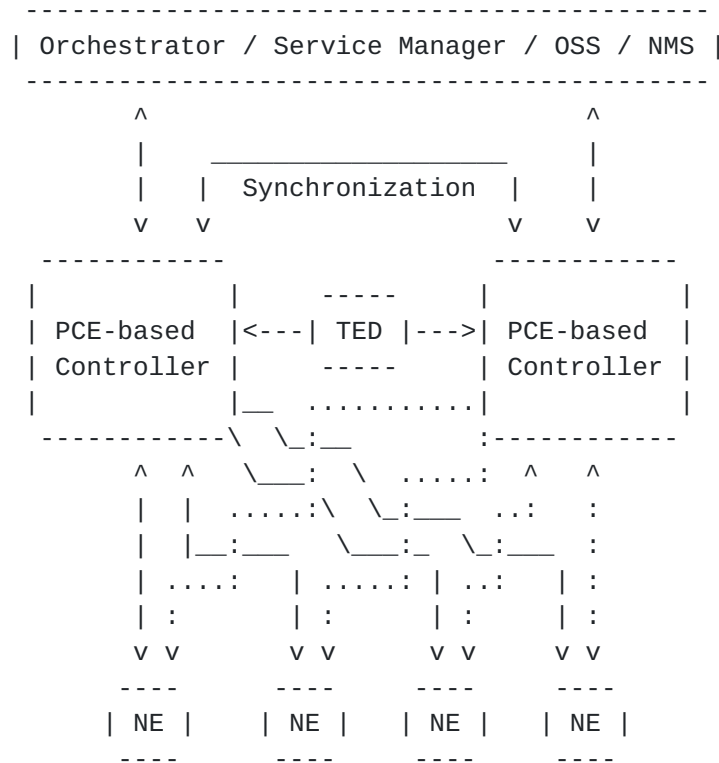 Orchestrator / Service Manager / OSS / NMS
Synchronization
PCE-based TED PCE-based
Controller Controller
NE NE NE NE